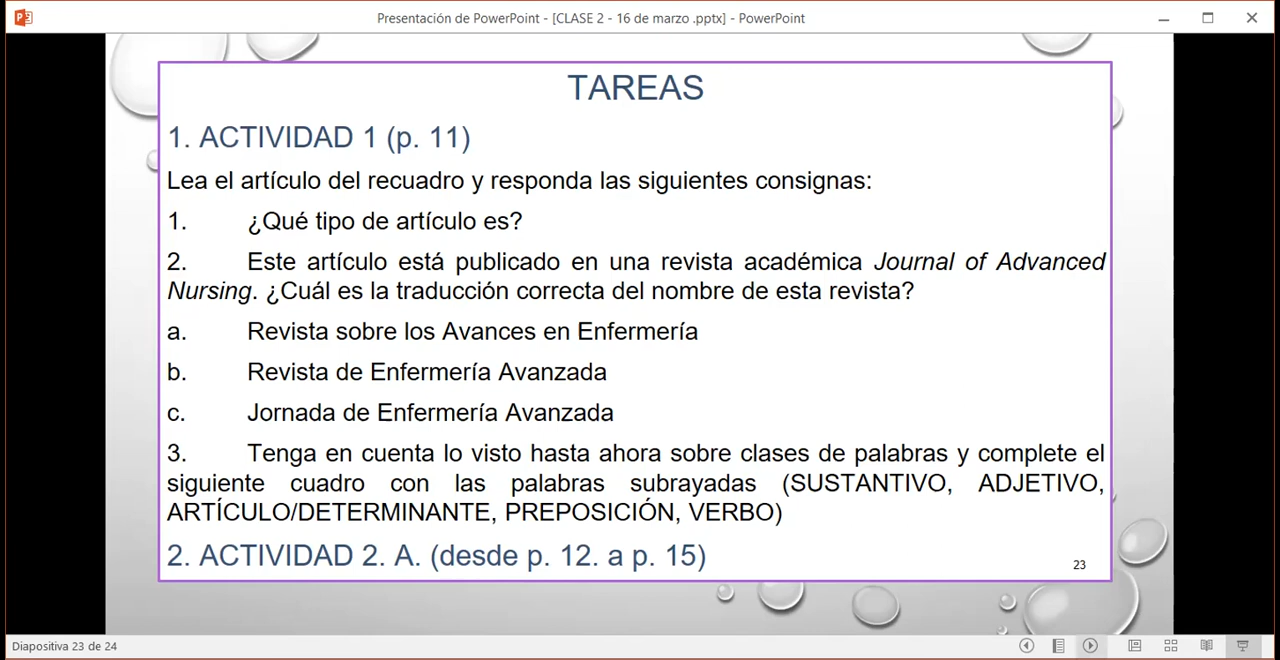 Presentación de PowerPoint - [CLASE 2 - 16 de marzo .pptx] - PowerPoint
TAREAS
1. ACTIVIDAD 1 (p. 11)
Lea el artículo del recuadro y responda las siguientes consignas:
1. ¿Qué tipo de artículo es?
2. Este artículo está publicado en una revista académica Journal of Advanced
Nursing. ¿Cuál es la traducción correcta del nombre de esta revista?
a. Revista sobre los Avances en Enfermería
b. Revista de Enfermería Avanzada
c. Jornada de Enfermería Avanzada
3. Tenga en cuenta lo visto hasta ahora sobre clases de palabras y complete el
siguiente cuadro con las palabras subrayadas (SUSTANTIVO, ADJETIVO,
ARTÍCULO/DETERMINANTE, PREPOSICIÓN, VERBO)
2. ACTIVIDAD 2. A. (desde p. 12. a p. 15)
23
Diapositiva 23 de 24